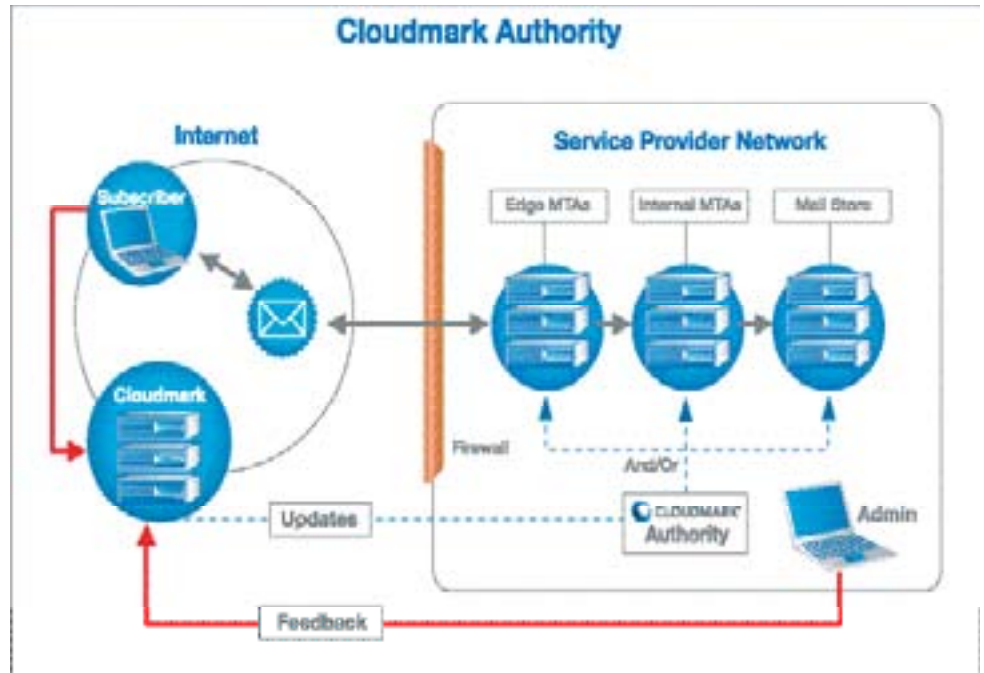 Cloudmark Authority
Internet
Service Provider Network
Subscriber
Edge MTAs
Internal MTAs
Mail Store
Cloudmark
Firewall
And/Or
Updates
CLOUDMARK
Authority
Admin
Feedback